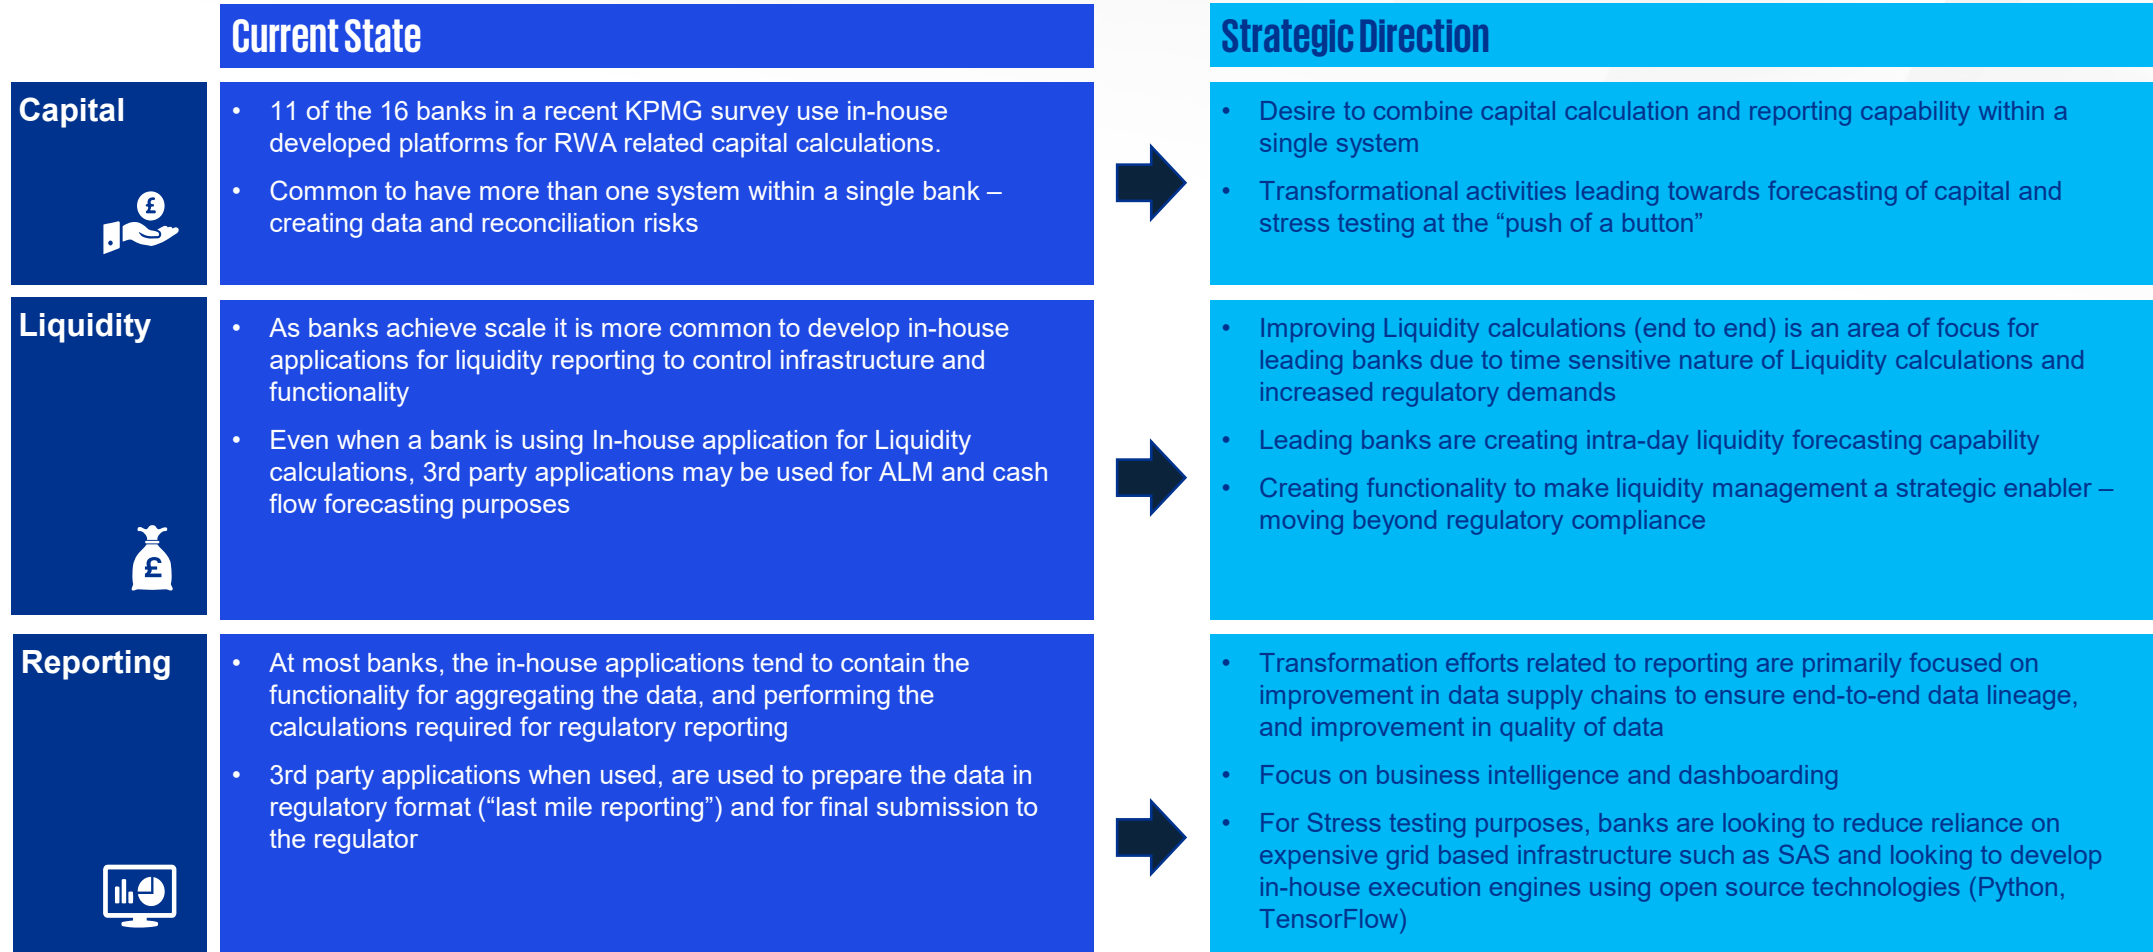 Current State
Strategic Direction
Capital
• 11 of the 16 banks in a recent KPMG survey use in-house
developed platforms for RWA related capital calculations.
• Common to have more than one system within a single bank –
creating data and reconciliation risks
£
• Desire to combine capital calculation and reporting capability within a
single system
• Transformational activities leading towards forecasting of capital and
stress testing at the “push of a button”
Liquidity
• As banks achieve scale it is more common to develop in-house
applications for liquidity reporting to control infrastructure and
functionality
• Even when a bank is using In-house application for Liquidity
calculations, 3rd party applications may be used for ALM and cash
flow forecasting purposes
£
• Improving Liquidity calculations (end to end) is an area of focus for
leading banks due to time sensitive nature of Liquidity calculations and
increased regulatory demands
• Leading banks are creating intra-day liquidity forecasting capability
• Creating functionality to make liquidity management a strategic enabler –
moving beyond regulatory compliance
Reporting
• At most banks, the in-house applications tend to contain the
functionality for aggregating the data, and performing the
calculations required for regulatory reporting
• 3rd party applications when used, are used to prepare the data in
regulatory format (“last mile reporting”) and for final submission to
the regulator
• Transformation efforts related to reporting are primarily focused on
improvement in data supply chains to ensure end-to-end data lineage,
and improvement in quality of data
• Focus on business intelligence and dashboarding
• For Stress testing purposes, banks are looking to reduce reliance on
expensive grid based infrastructure such as SAS and looking to develop
in-house execution engines using open source technologies (Python,
TensorFlow)